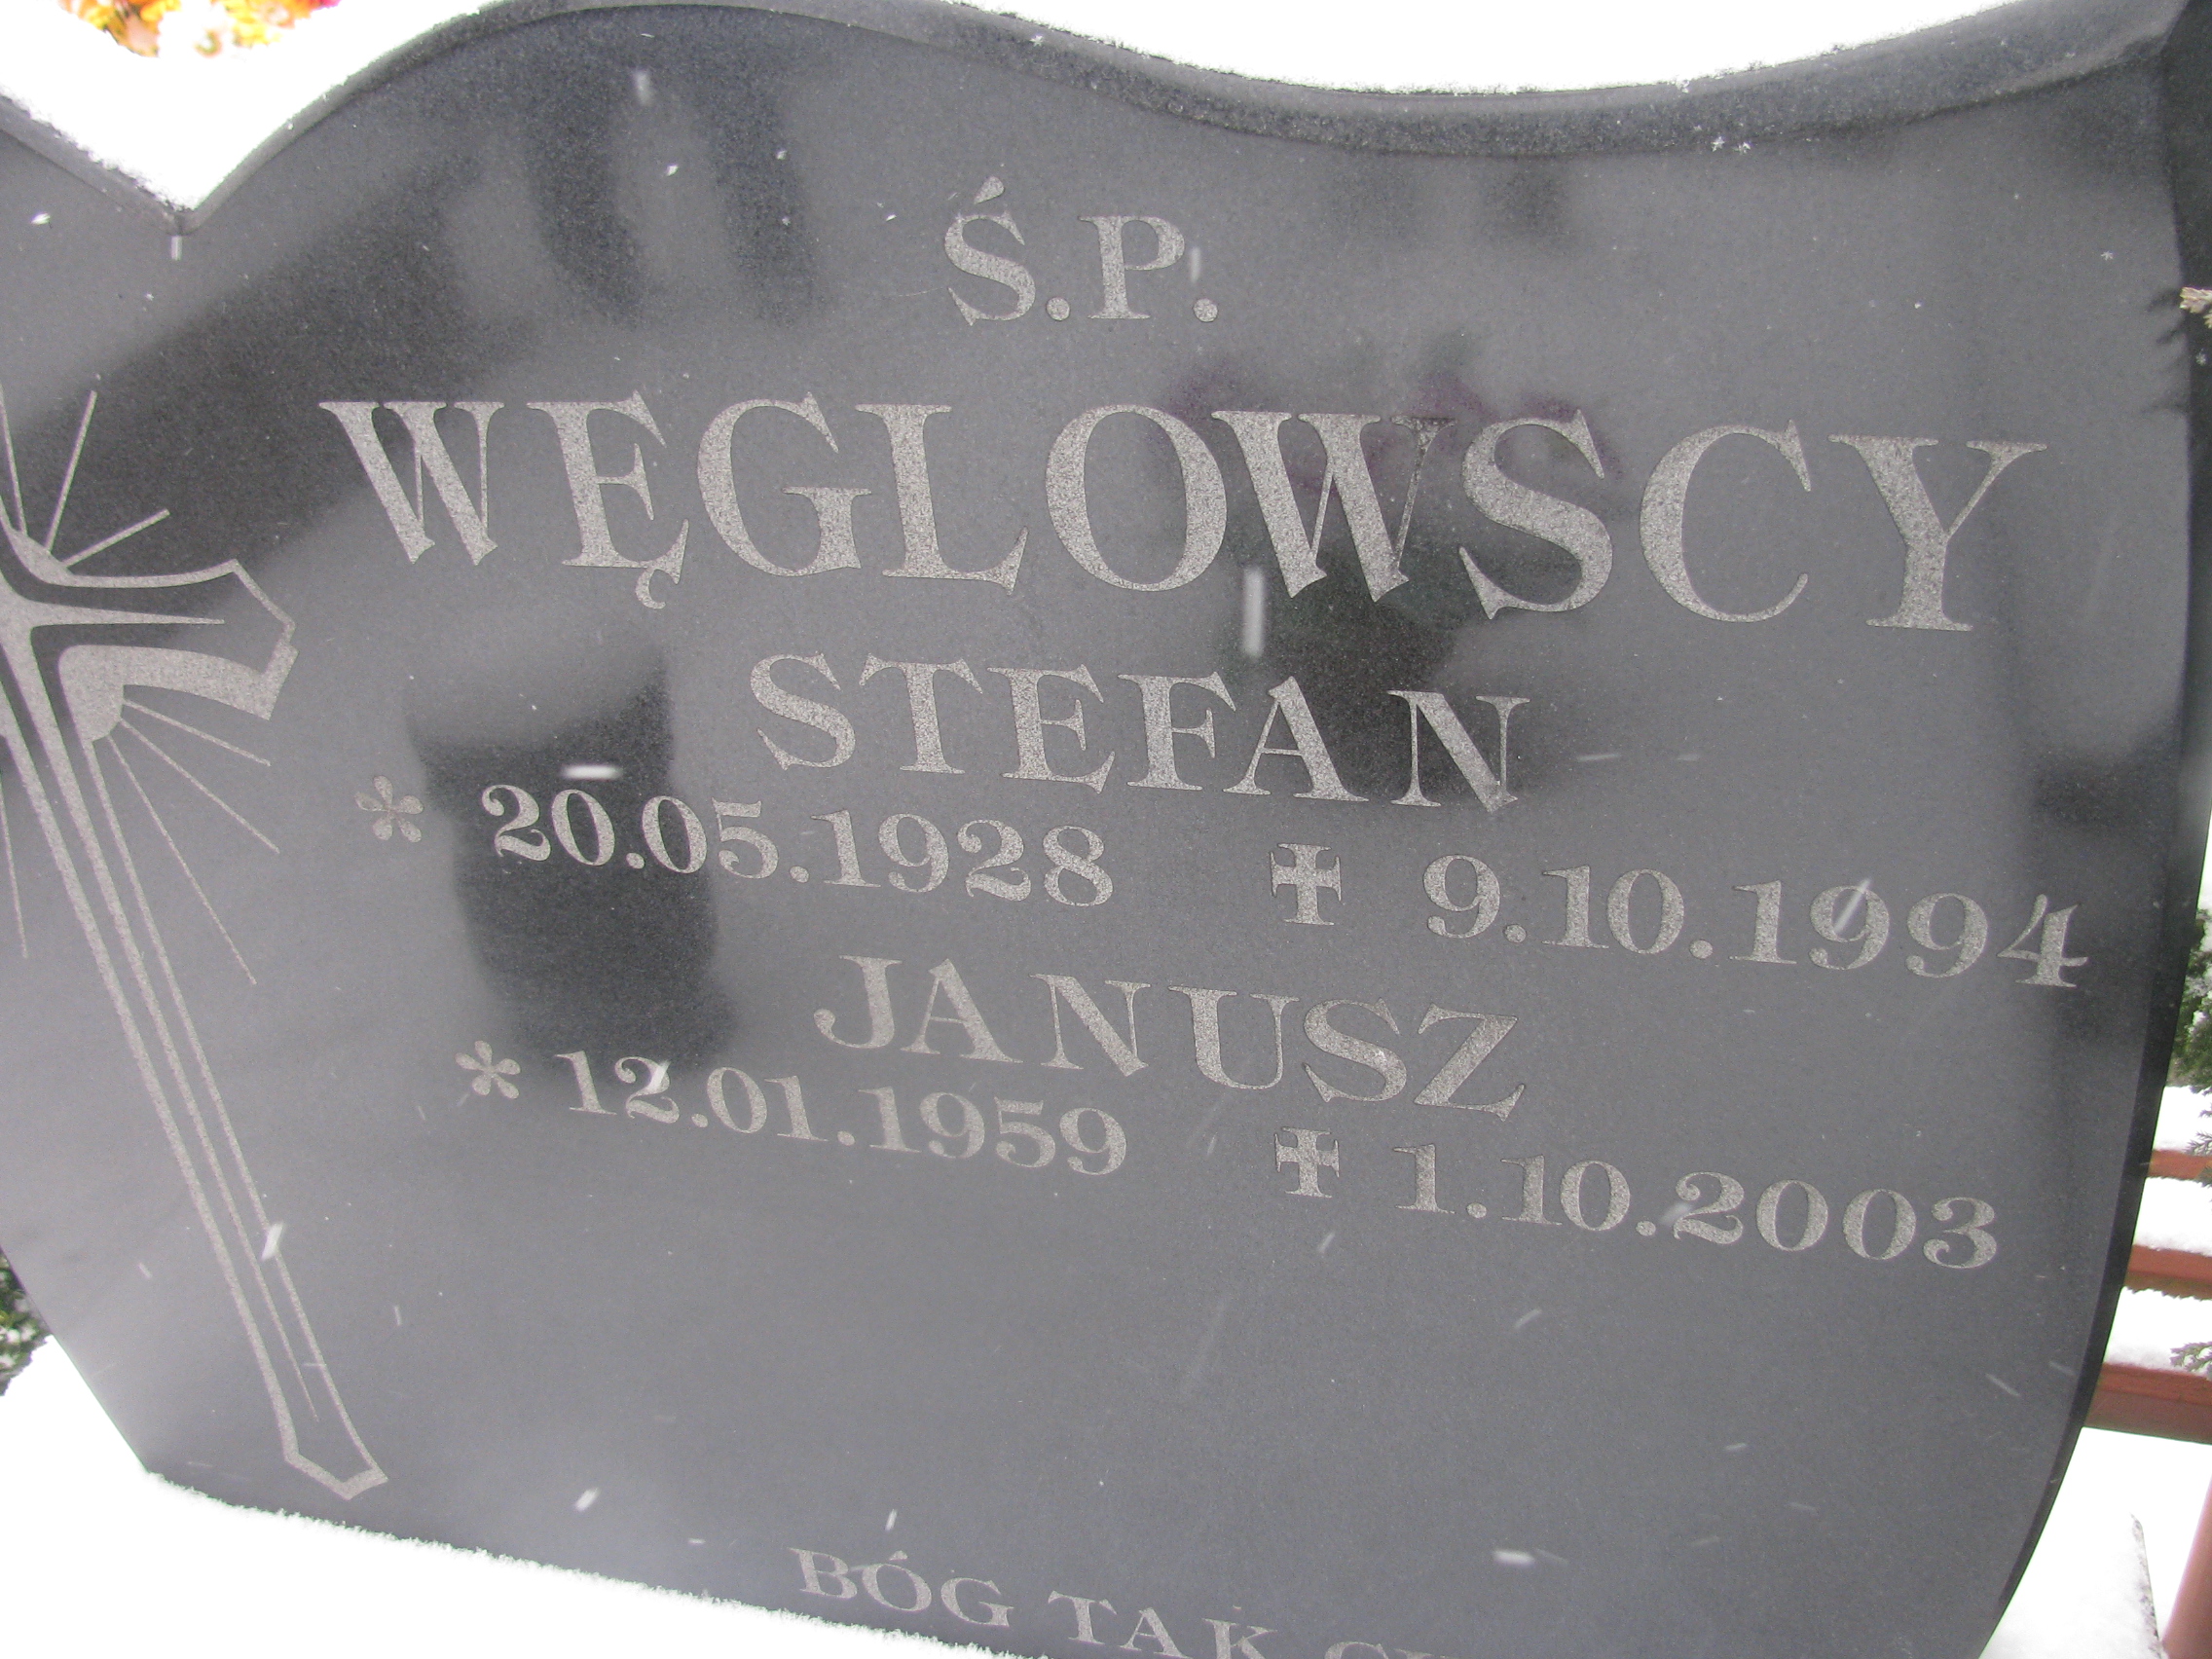 Ś.P.
WĘGLOWSCY
STEFAN
* 20.05.1928 ✝ 9.10.1994
JANUSZ
* 12.01.1959 ✝ 1.10.2003
BÓG TAK